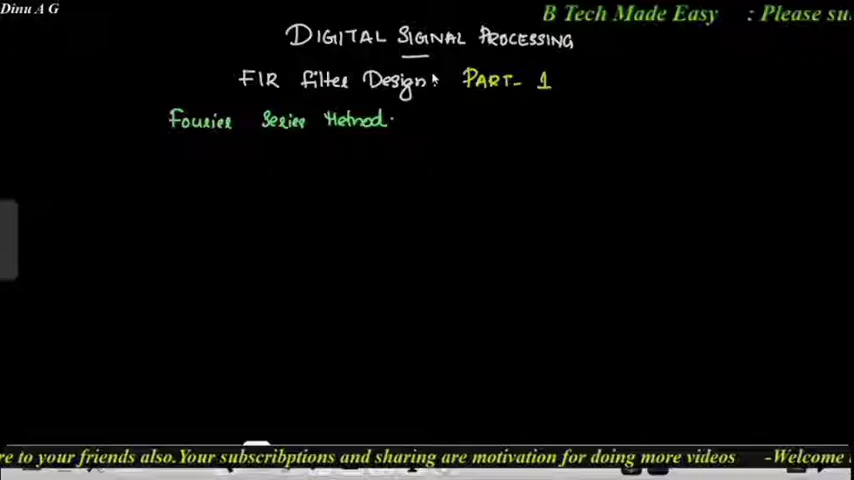 Dinu A G
B Tech Made Easy : Please su
DIGITAL SIGNAL PROCESSING
FIR Filter Design PART- 1
Fourier Series Method.
re to your friends also.Your subscribptions and sharing are motivation for doing more videos -Welcome